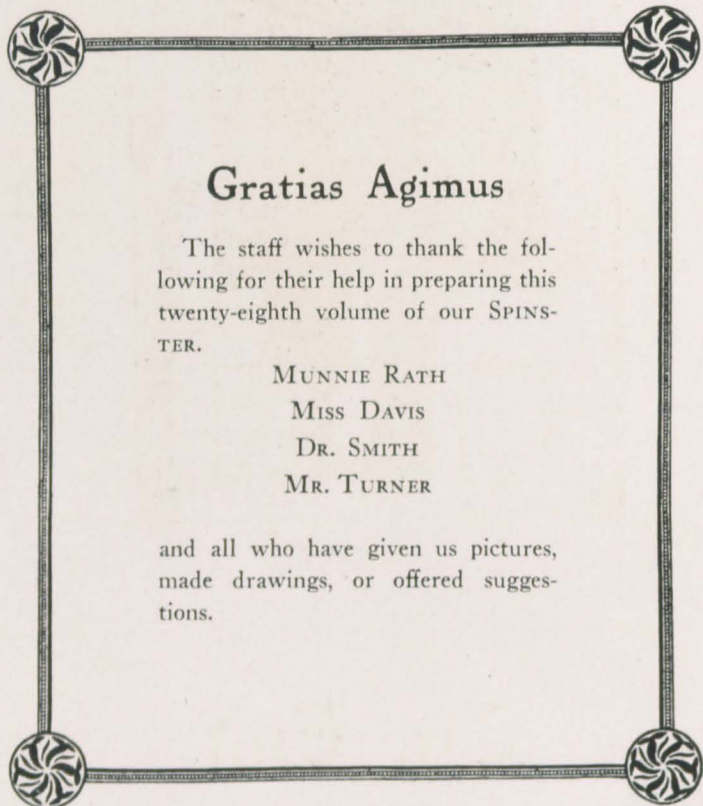 Gratias Agimus
The staff wishes to thank the fol-
lowing for their help in preparing this
twenty-eighth volume of our SPINS-
TER.
MUNNIE RATH
MISS DAVIS
DR. SMITH
MR. TURNER
and all who have given us pictures,
made drawings, or offered sugges-
tions.